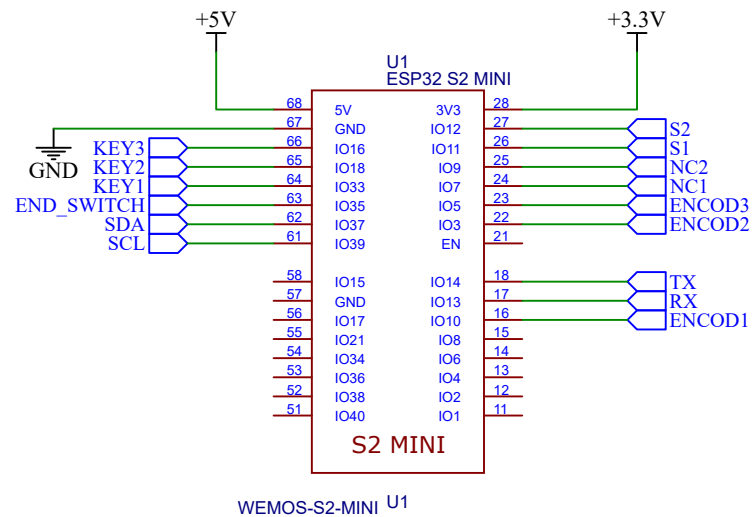 +5V
+3.3V
U1
ESP32 S2 MINI
68 5V 3V3 28
67 GND IO12 27 S2
GND
KEY3 66 IO16 IO11 26 S1
KEY2 65 IO18 IO9 25 NC2
KEY1 64 IO33 IO7 24 NC1
END_SWITCH 63 IO35 IO5 23 ENCOD3
SDA 62 IO37 IO3 22 ENCOD2
SCL 61 IO39 EN 21
58 IO15 IO14 18 TX
57 GND IO13 17 RX
56 IO17 IO10 16 ENCOD1
55 IO21 IO8 15
54 IO34 IO6 14
53 IO36 IO4 13
52 IO38 IO2 12
51 IO40 IO1 11
S2 MINI
WEMOS-S2-MINI U1